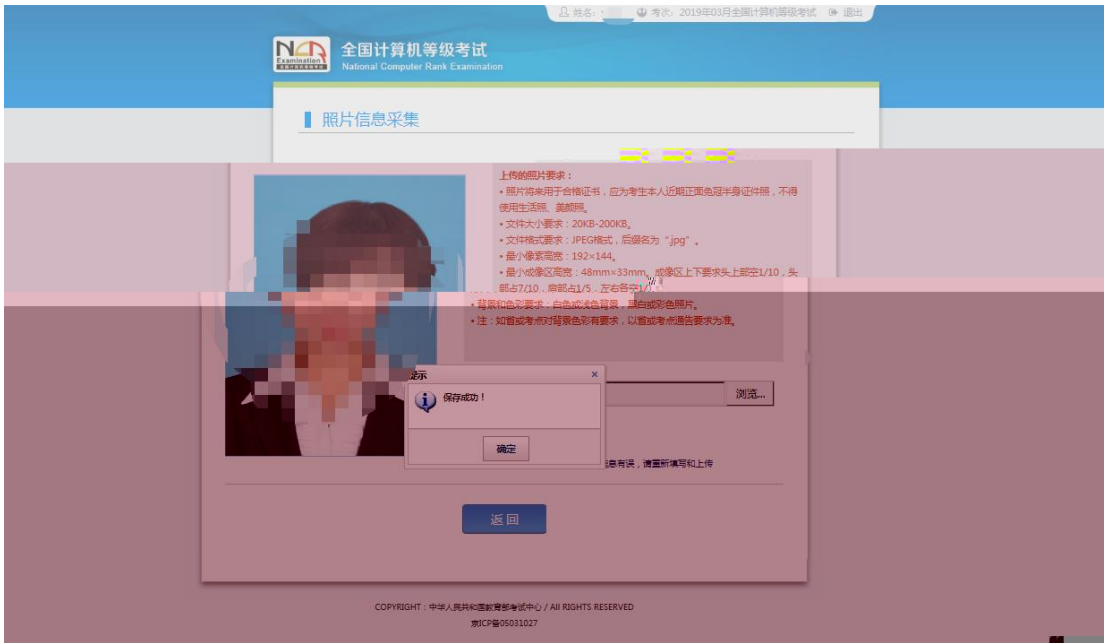 姓名:
考次: 2019年03月全国计算机等级考试
退出
NCR
Examination
全国计算机等级考试
National Computer Rank Examination
照片信息采集
上传的照片要求:
• 照片将来用于合格证书,应为考生本人近期正面免冠半身证件照,不得
使用生活照、美颜照。
• 文件大小要求:20KB-200KB。
• 文件格式要求:JPEG格式,后缀名为“.jpg”。
• 最小像素高宽:192×144。
• 最小成像区高宽:48mm×33mm。成像区上下要求头上部空1/10,头
部占7/10,肩部占1/5,左右各空1/
• 背景和色彩要求:白色或浅色背景,黑白或彩色照片。
• 注:如省或考点对背景色彩有要求,以省或考点通告要求为准。
提示
×
保存成功!
浏览...
确定
息有误,请重新填写和上传
返回
COPYRIGHT:中华人民共和国教育部考试中心 / All RIGHTS RESERVED
京ICP备05031027